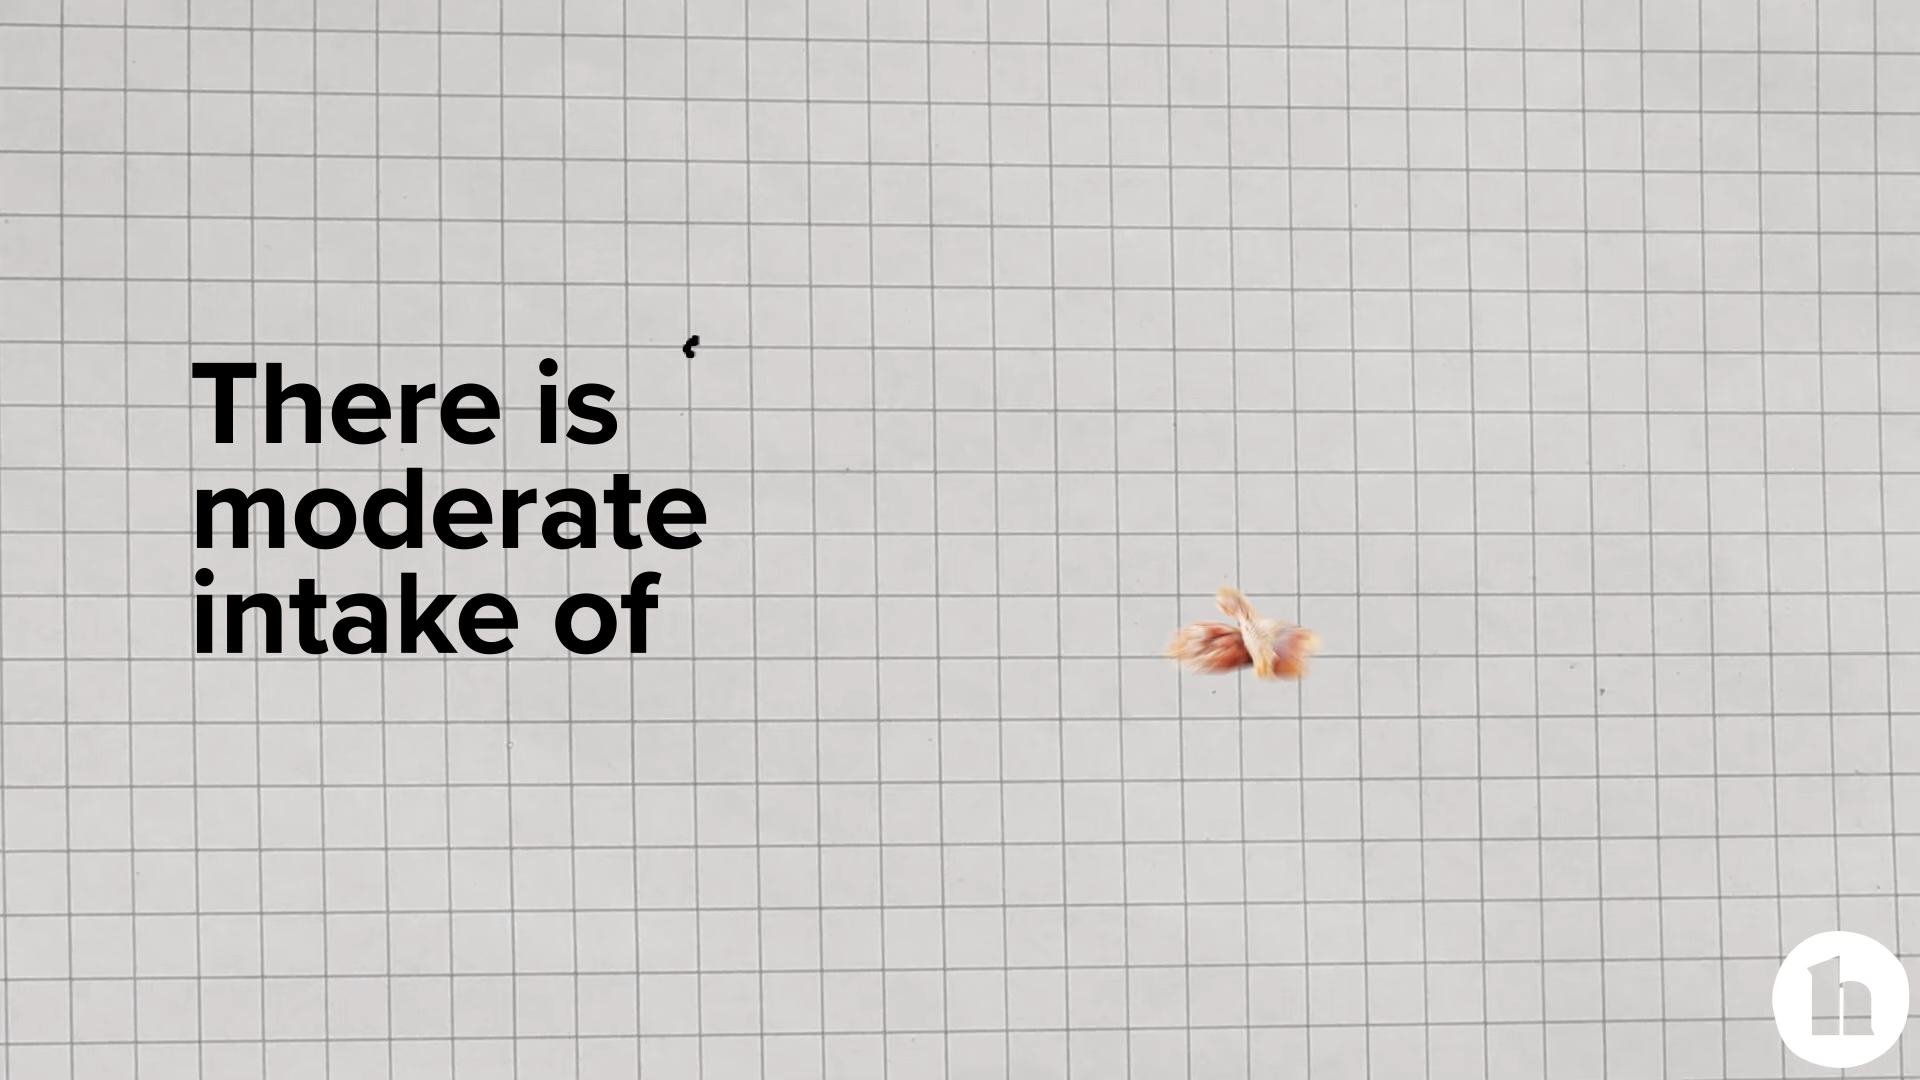 There is
moderate
intake of
h